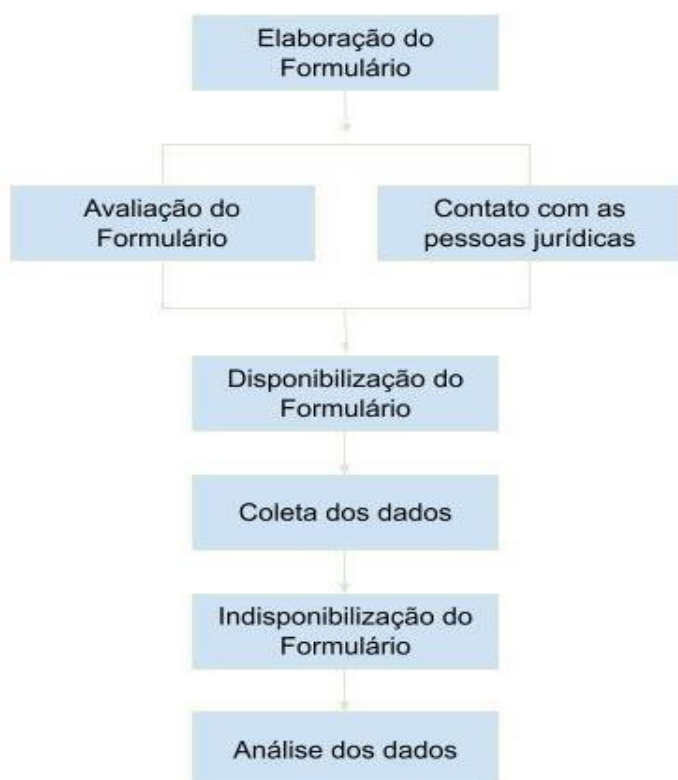 Elaboração do
Formulário
Avaliação do
Formulário
Contato com as
pessoas jurídicas
Disponibilização do
Formulário
Coleta dos dados
Indisponibilização do
Formulário
Análise dos dados